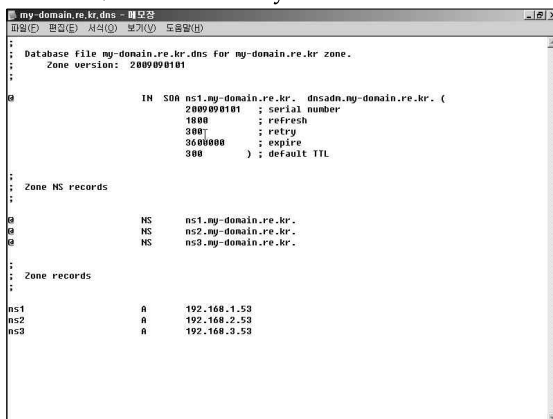 my-domain.re.kr.dns - 메모장
파일(F) 편집(E) 서식(O) 보기(V) 도움말(H)
;
; Database file my-domain.re.kr.dns for my-domain.re.kr zone.
; Zone version: 2009090101
;
@ IN SOA ns1.my-domain.re.kr. dnsadm.my-domain.re.kr. (
2009090101 ; serial number
1800 ; refresh
300 ; retry
3600000 ; expire
300 ) ; default TTL
;
; Zone NS records
;
@ NS ns1.my-domain.re.kr.
@ NS ns2.my-domain.re.kr.
@ NS ns3.my-domain.re.kr.
;
; Zone records
;
ns1 A 192.168.1.53
ns2 A 192.168.2.53
ns3 A 192.168.3.53